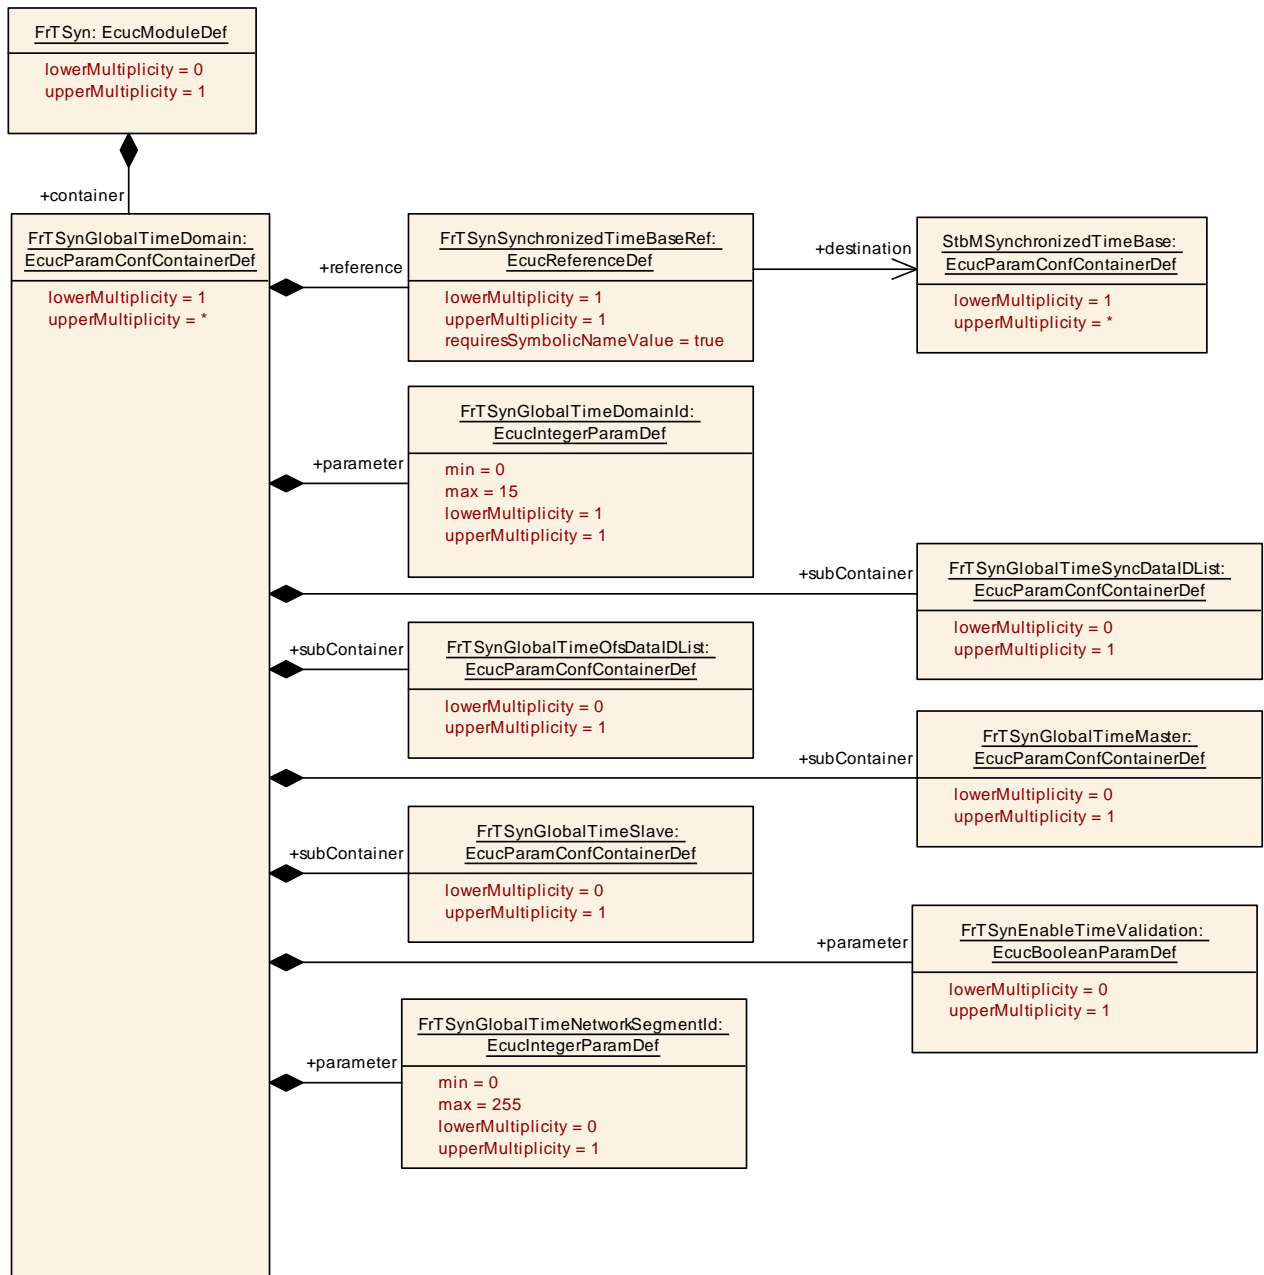 FrTSyn: EcucModuleDef
lowerMultiplicity = 0
upperMultiplicity = 1
+container
FrTSynGlobalTimeDomain:
EcucParamConfContainerDef
lowerMultiplicity = 1
upperMultiplicity = *
+reference
FrTSynSynchronizedTimeBaseRef:
EcucReferenceDef
lowerMultiplicity = 1
upperMultiplicity = 1
requiresSymbolicNameValue = true
+destination
StbMSynchronizedTimeBase:
EcucParamConfContainerDef
lowerMultiplicity = 1
upperMultiplicity = *
+parameter
FrTSynGlobalTimeDomainId:
EcucIntegerParamDef
min = 0
max = 15
lowerMultiplicity = 1
upperMultiplicity = 1
+subContainer
FrTSynGlobalTimeSyncDataIDList:
EcucParamConfContainerDef
lowerMultiplicity = 0
upperMultiplicity = 1
+subContainer
FrTSynGlobalTimeOfsDataIDList:
EcucParamConfContainerDef
lowerMultiplicity = 0
upperMultiplicity = 1
+subContainer
FrTSynGlobalTimeMaster:
EcucParamConfContainerDef
lowerMultiplicity = 0
upperMultiplicity = 1
+subContainer
FrTSynGlobalTimeSlave:
EcucParamConfContainerDef
lowerMultiplicity = 0
upperMultiplicity = 1
+parameter
FrTSynEnableTimeValidation:
EcucBooleanParamDef
lowerMultiplicity = 0
upperMultiplicity = 1
+parameter
FrTSynGlobalTimeNetworkSegmentId:
EcucIntegerParamDef
min = 0
max = 255
lowerMultiplicity = 0
upperMultiplicity = 1